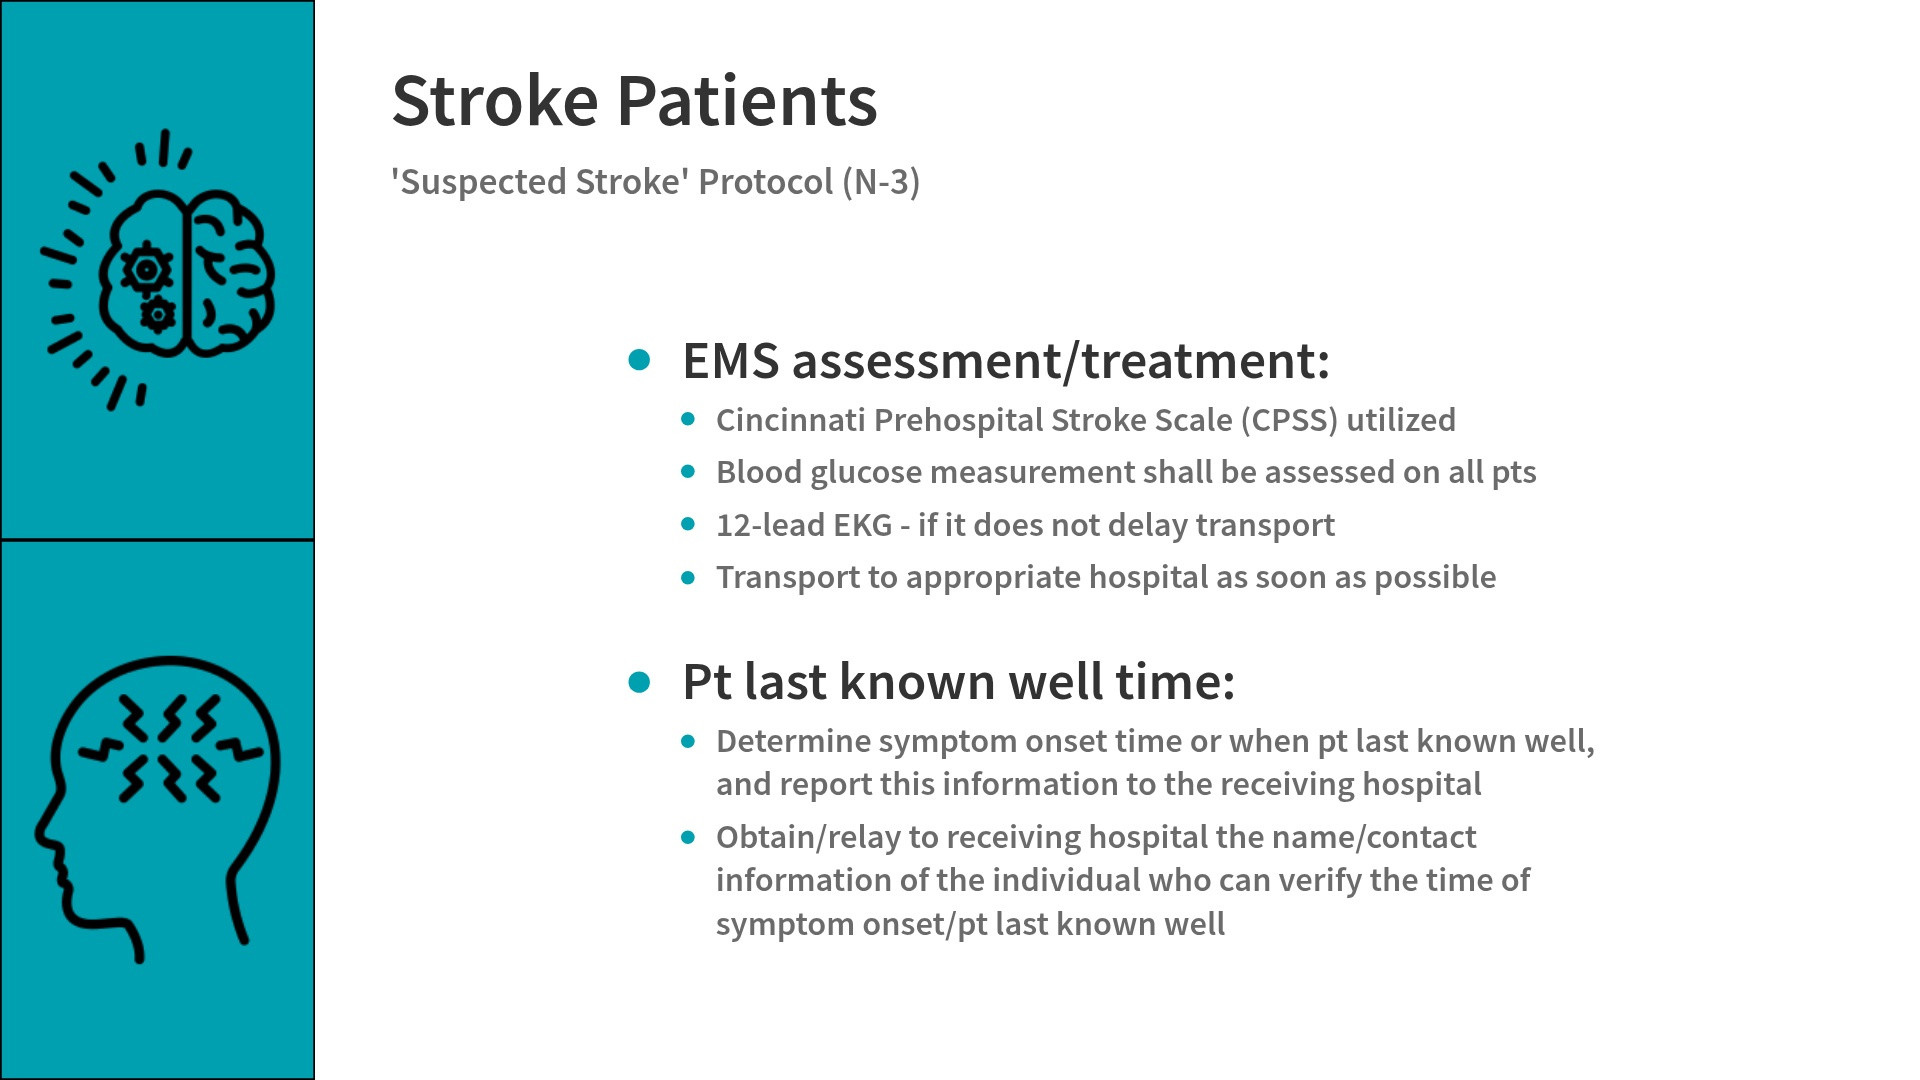 Stroke Patients
'Suspected Stroke' Protocol (N-3)
EMS assessment/treatment:
Cincinnati Prehospital Stroke Scale (CPSS) utilized
Blood glucose measurement shall be assessed on all pts
12-lead EKG - if it does not delay transport
Transport to appropriate hospital as soon as possible
Pt last known well time:
Determine symptom onset time or when pt last known well,
and report this information to the receiving hospital
Obtain/relay to receiving hospital the name/contact
information of the individual who can verify the time of
symptom onset/pt last known well